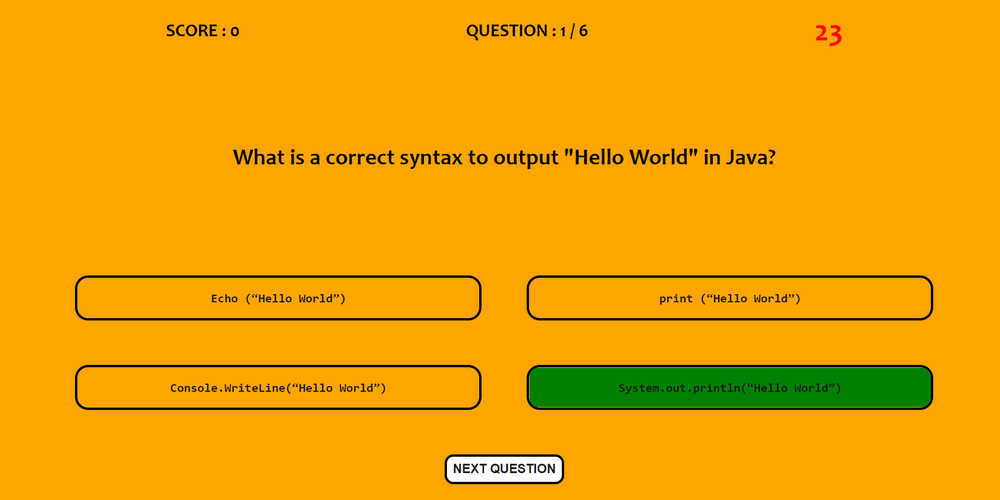 SCORE : 0
QUESTION : 1 / 6
23
What is a correct syntax to output "Hello World" in Java?
Echo (“Hello World”)
print (“Hello World”)
Console.WriteLine(“Hello World”)
System.out.println(“Hello World”)
NEXT QUESTION